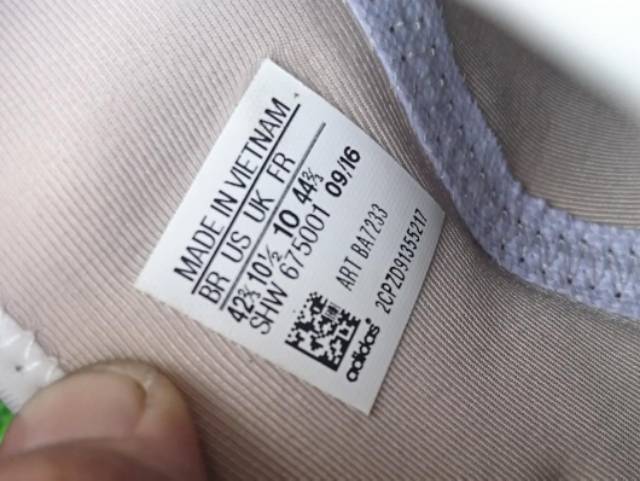 MADE IN VIETNAM
BR US UK FR
42⅔ 10½ 10 44⅔
SHW 675001 09/16
ART BA7233
adidas® 2CPZD91355217